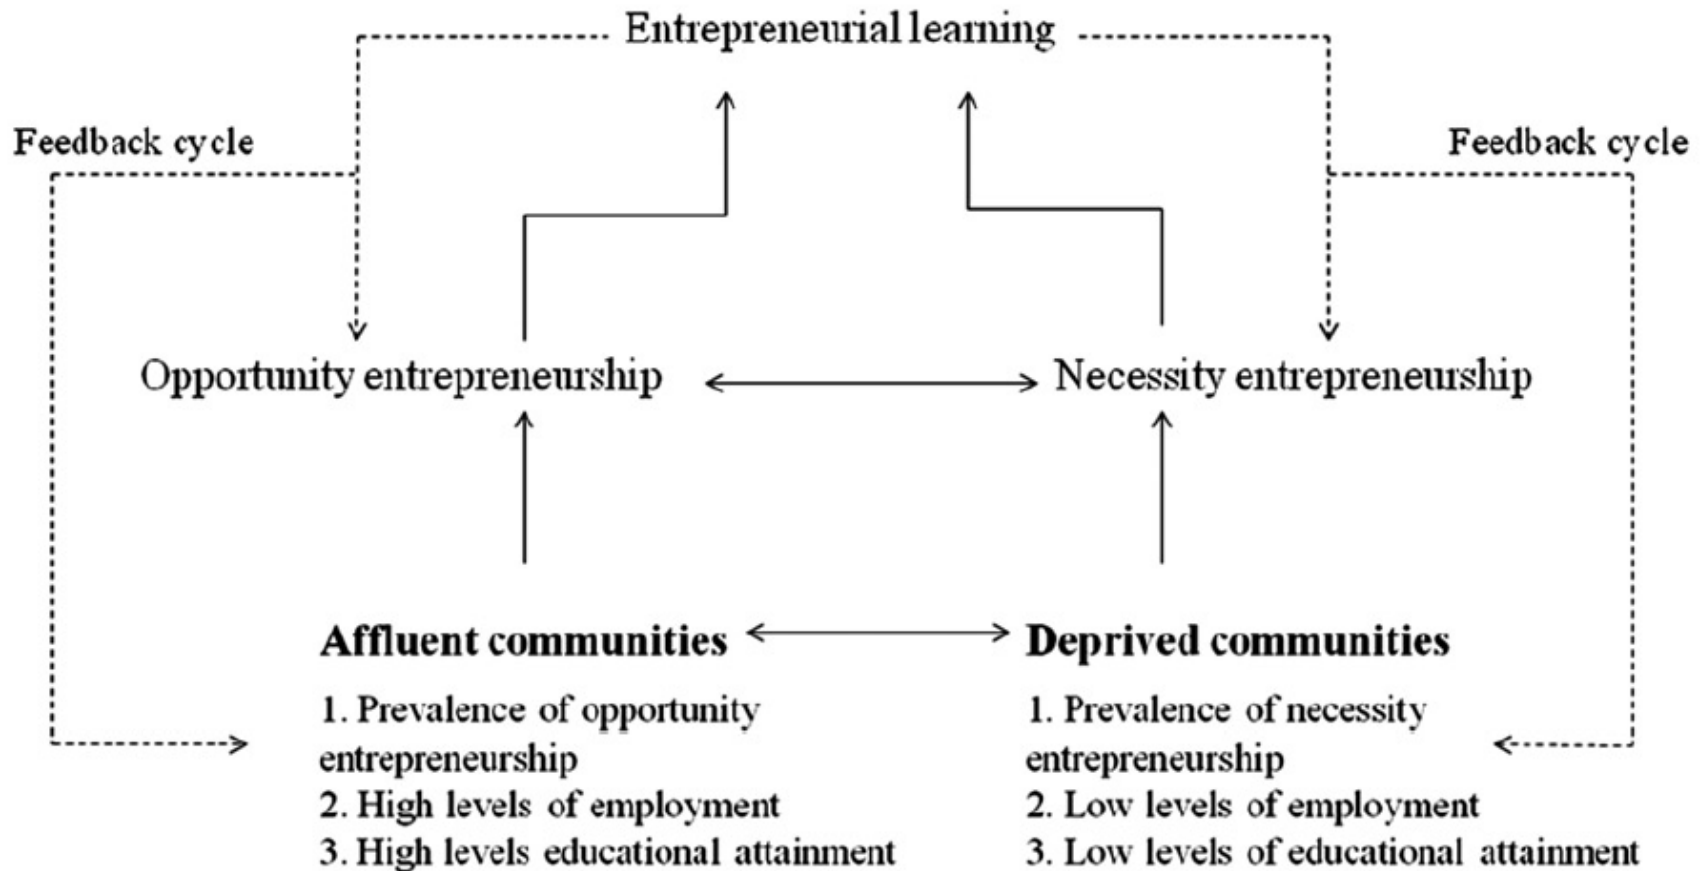 Entrepreneurial learning
Feedback cycle
Feedback cycle
Opportunity entrepreneurship
Necessity entrepreneurship
Affluent communities
1. Prevalence of opportunity
entrepreneurship
2. High levels of employment
3. High levels educational attainment
Deprived communities
1. Prevalence of necessity
entrepreneurship
2. Low levels of employment
3. Low levels of educational attainment